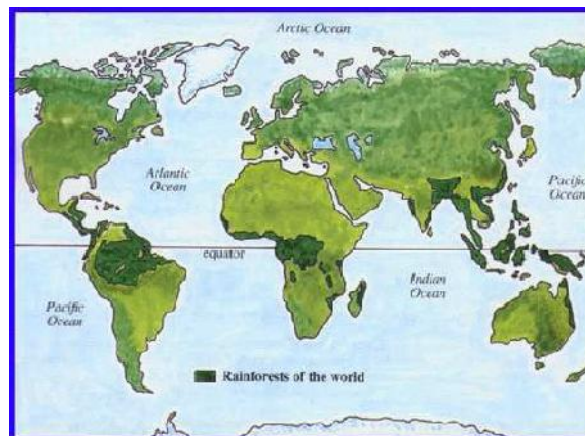 Arctic Ocean
Atlantic
Ocean
Pacific
Ocean
equator
Indian
Ocean
Pacific
Ocean
Rainforests of the world